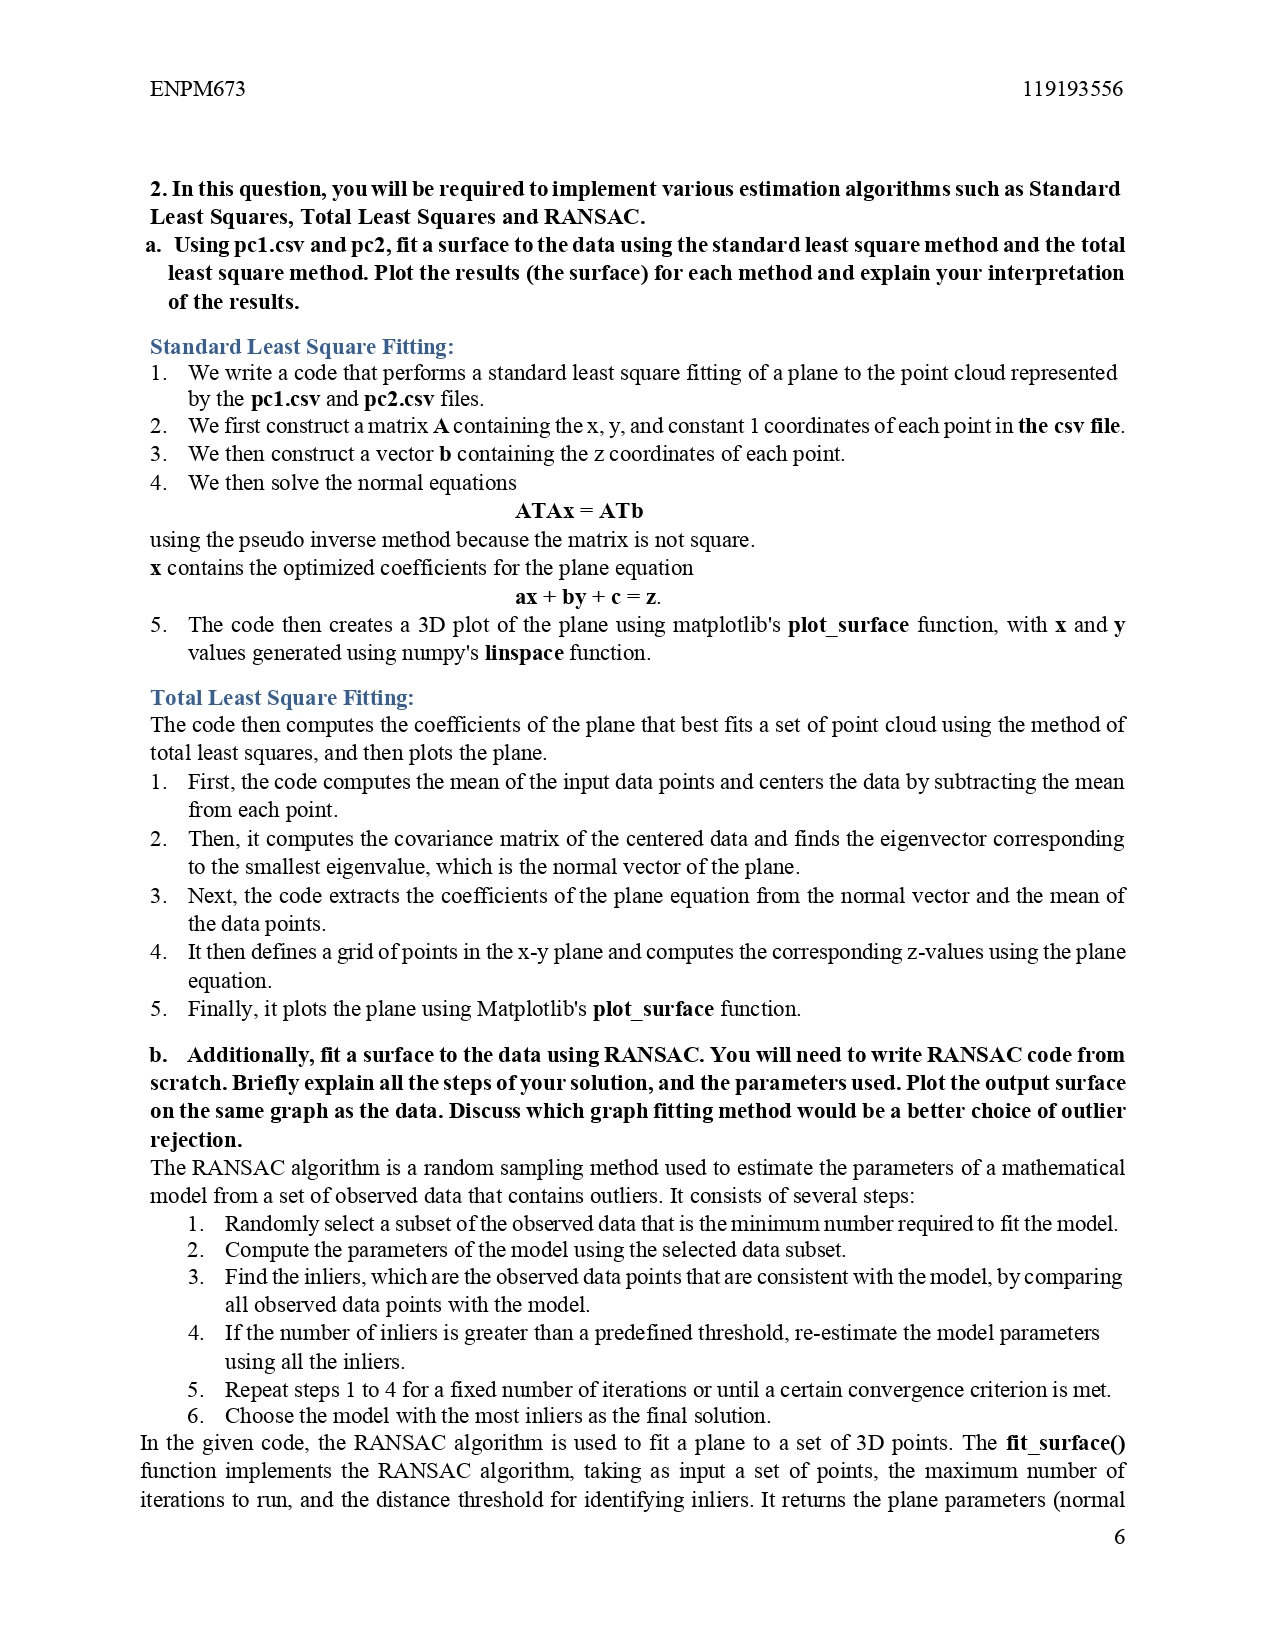 ENPM673 119193556
2. In this question, you will be required to implement various estimation algorithms such as Standard
Least Squares, Total Least Squares and RANSAC.
a. Using pc1.csv and pc2, fit a surface to the data using the standard least square method and the total
least square method. Plot the results (the surface) for each method and explain your interpretation
of the results.
Standard Least Square Fitting:
1. We write a code that performs a standard least square fitting of a plane to the point cloud represented
by the pc1.csv and pc2.csv files.
2. We first construct a matrix A containing the x, y, and constant 1 coordinates of each point in the csv file.
3. We then construct a vector b containing the z coordinates of each point.
4. We then solve the normal equations
ATAx = ATb
using the pseudo inverse method because the matrix is not square.
x contains the optimized coefficients for the plane equation
ax + by + c = z.
5. The code then creates a 3D plot of the plane using matplotlib's plot_surface function, with x and y
values generated using numpy's linspace function.
Total Least Square Fitting:
The code then computes the coefficients of the plane that best fits a set of point cloud using the method of
total least squares, and then plots the plane.
1. First, the code computes the mean of the input data points and centers the data by subtracting the mean
from each point.
2. Then, it computes the covariance matrix of the centered data and finds the eigenvector corresponding
to the smallest eigenvalue, which is the normal vector of the plane.
3. Next, the code extracts the coefficients of the plane equation from the normal vector and the mean of
the data points.
4. It then defines a grid of points in the x-y plane and computes the corresponding z-values using the plane
equation.
5. Finally, it plots the plane using Matplotlib's plot_surface function.
b. Additionally, fit a surface to the data using RANSAC. You will need to write RANSAC code from
scratch. Briefly explain all the steps of your solution, and the parameters used. Plot the output surface
on the same graph as the data. Discuss which graph fitting method would be a better choice of outlier
rejection.
The RANSAC algorithm is a random sampling method used to estimate the parameters of a mathematical
model from a set of observed data that contains outliers. It consists of several steps:
1. Randomly select a subset of the observed data that is the minimum number required to fit the model.
2. Compute the parameters of the model using the selected data subset.
3. Find the inliers, which are the observed data points that are consistent with the model, by comparing
all observed data points with the model.
4. If the number of inliers is greater than a predefined threshold, re-estimate the model parameters
using all the inliers.
5. Repeat steps 1 to 4 for a fixed number of iterations or until a certain convergence criterion is met.
6. Choose the model with the most inliers as the final solution.
In the given code, the RANSAC algorithm is used to fit a plane to a set of 3D points. The fit_surface()
function implements the RANSAC algorithm, taking as input a set of points, the maximum number of
iterations to run, and the distance threshold for identifying inliers. It returns the plane parameters (normal
6